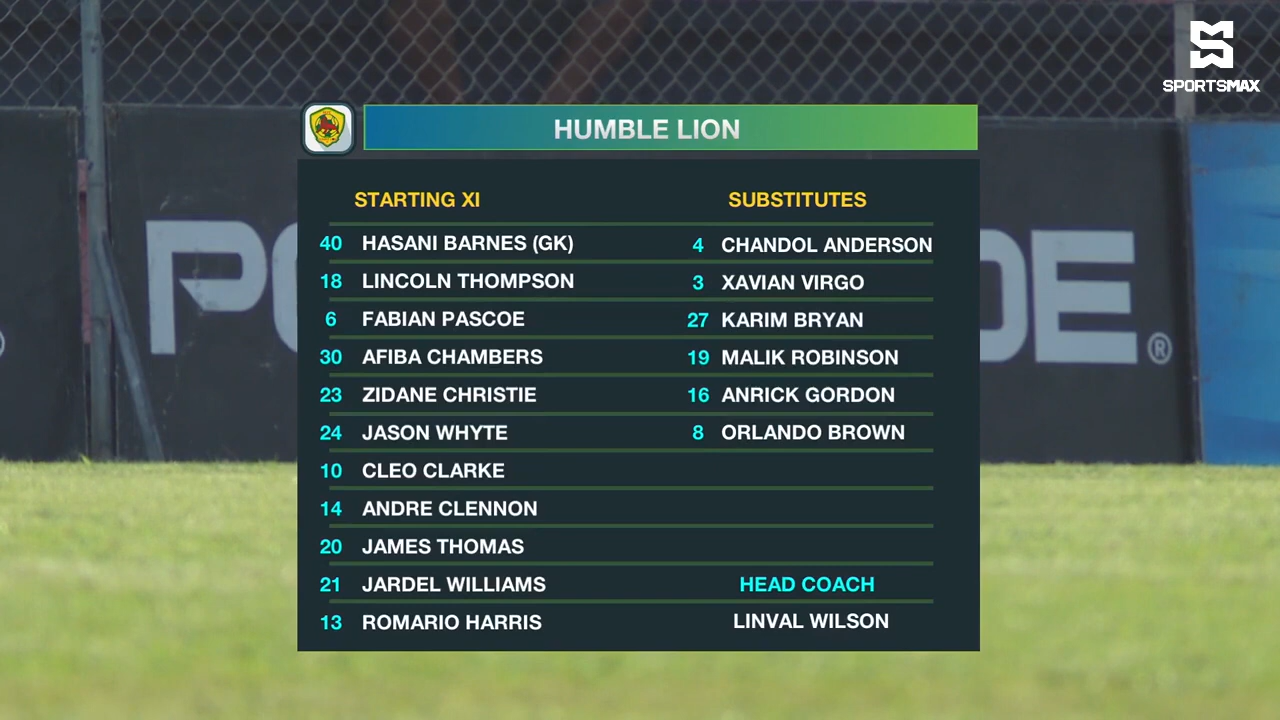 SPORTSMAX
HUMBLE LION
STARTING XI
40 HASANI BARNES (GK)
18 LINCOLN THOMPSON
6 FABIAN PASCOE
30 AFIBA CHAMBERS
23 ZIDANE CHRISTIE
24 JASON WHYTE
10 CLEO CLARKE
14 ANDRE CLENNON
20 JAMES THOMAS
21 JARDEL WILLIAMS
13 ROMARIO HARRIS
SUBSTITUTES
4 CHANDOL ANDERSON
3 XAVIAN VIRGO
27 KARIM BRYAN
19 MALIK ROBINSON
16 ANRICK GORDON
8 ORLANDO BROWN
HEAD COACH
LINVAL WILSON